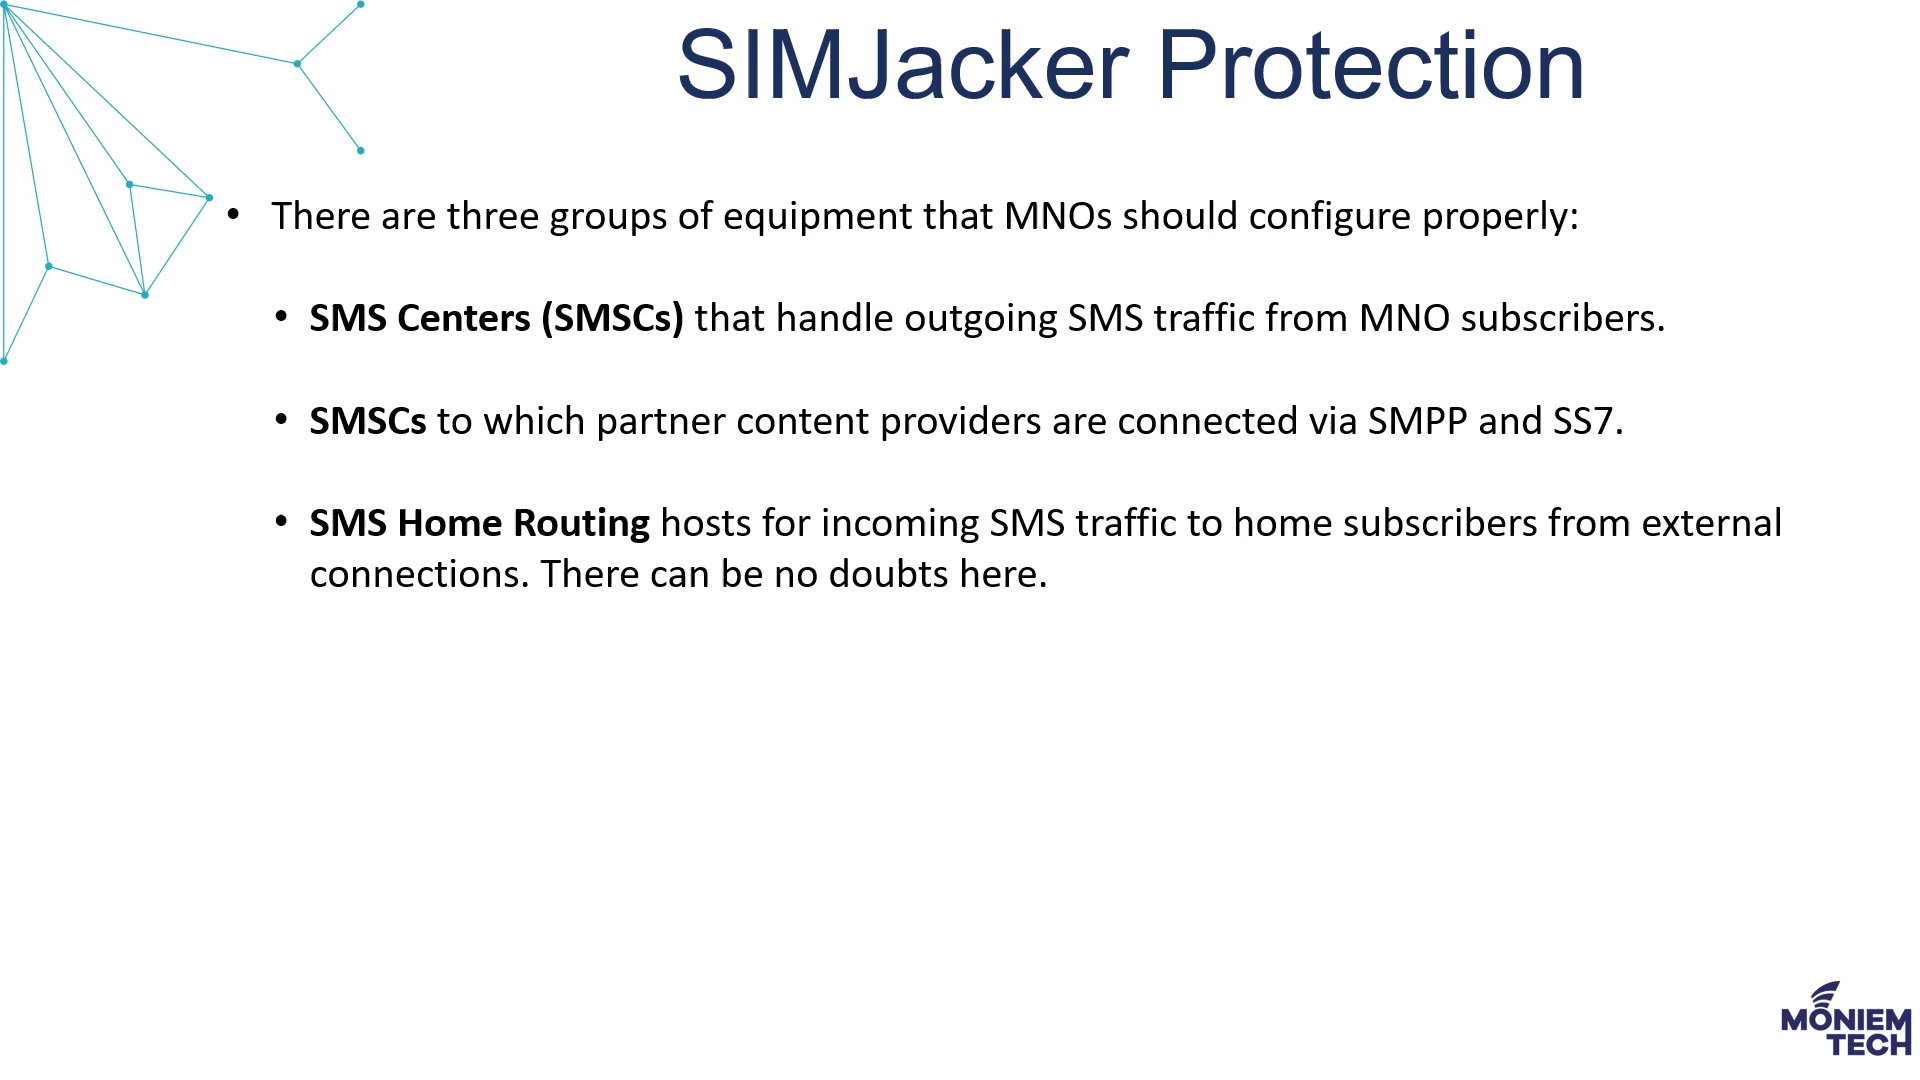 SIMJacker Protection
• There are three groups of equipment that MNOs should configure properly:
• SMS Centers (SMSCs) that handle outgoing SMS traffic from MNO subscribers.
• SMSCs to which partner content providers are connected via SMPP and SS7.
• SMS Home Routing hosts for incoming SMS traffic to home subscribers from external
connections. There can be no doubts here.
MONIEM
TECH